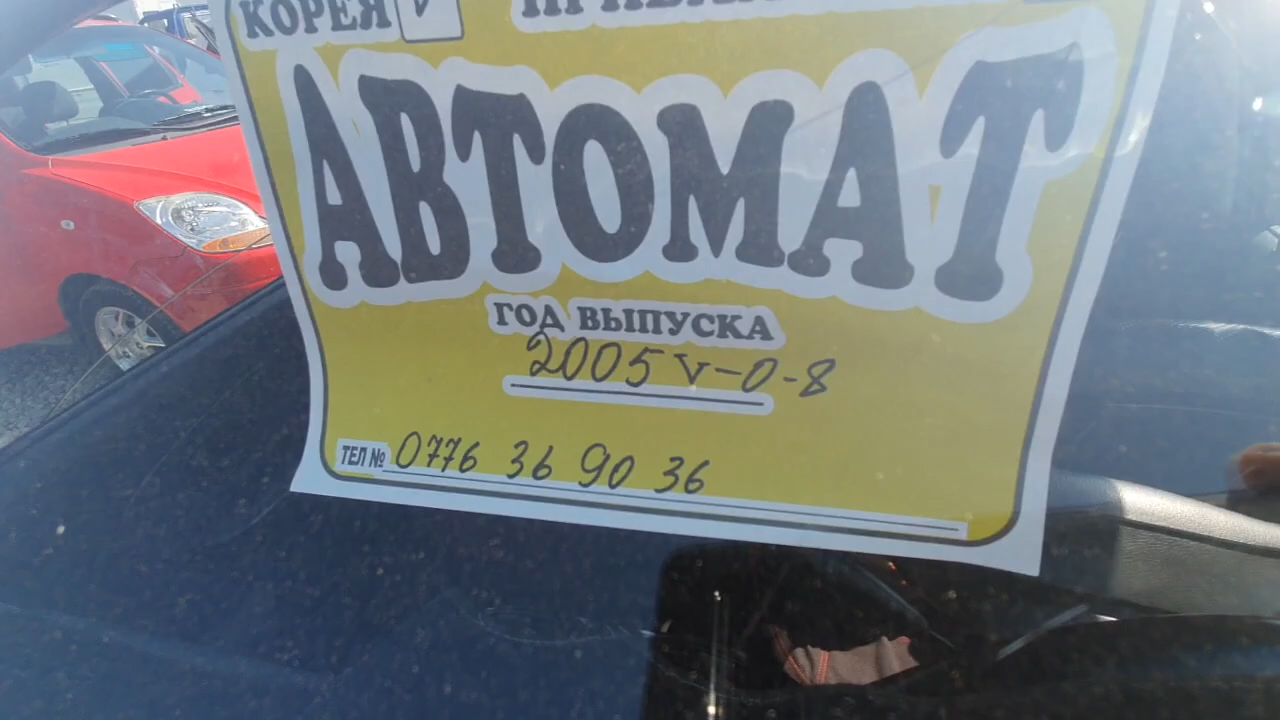 КОРЕЯ
АВТОМАТ
ГОД ВЫПУСКА
2005 V-0-8
ТЕЛ № 0776 36 90 36